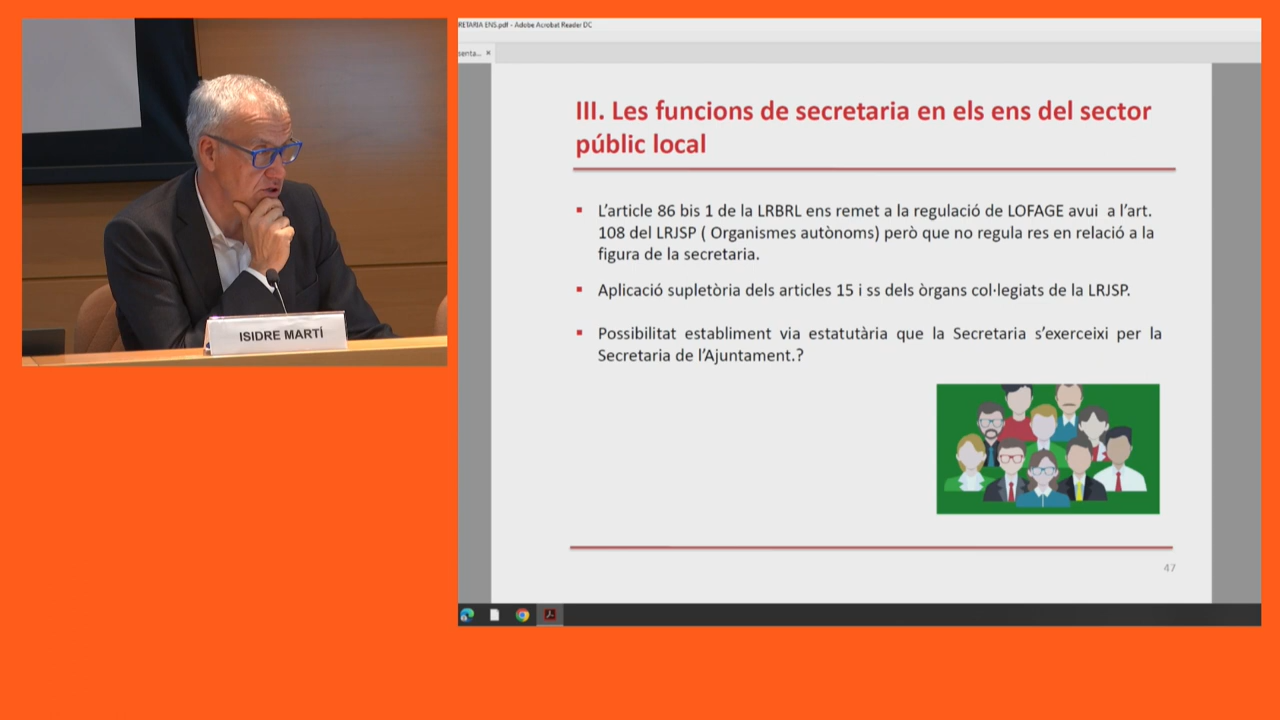 ISIDRE MARTÍ
RETARIA ENS.pdf - Adobe Acrobat Reader DC
senta... ×
III. Les funcions de secretaria en els ens del sector
públic local
L’article 86 bis 1 de la LRBRL ens remet a la regulació de LOFAGE avui a l’art.
108 del LRJSP ( Organismes autònoms) però que no regula res en relació a la
figura de la secretaria.
Aplicació supletòria dels articles 15 i ss dels òrgans col·legiats de la LRJSP.
Possibilitat establiment via estatutària que la Secretaria s’exerceixi per la
Secretaria de l’Ajuntament.?
47